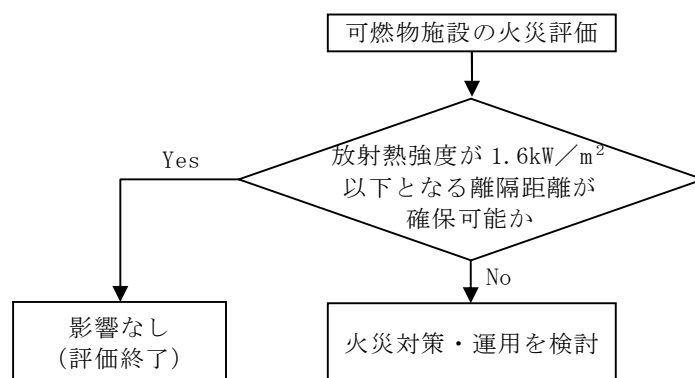 可燃物施設の火災評価
Yes
放射熱強度が 1.6kW／m²
以下となる離隔距離が
確保可能か
No
影響なし
（評価終了）
火災対策・運用を検討